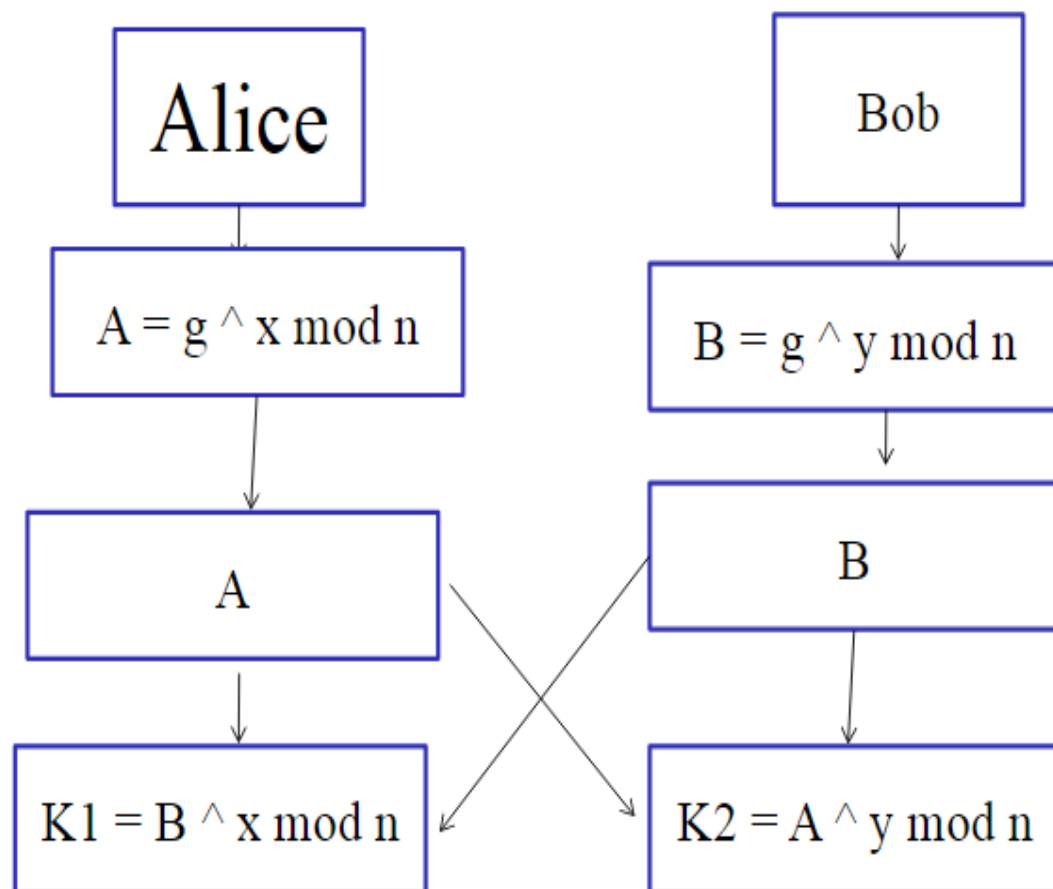 Alice
Bob
A = g ^ x mod n
B = g ^ y mod n
A
B
K1 = B ^ x mod n
K2 = A ^ y mod n